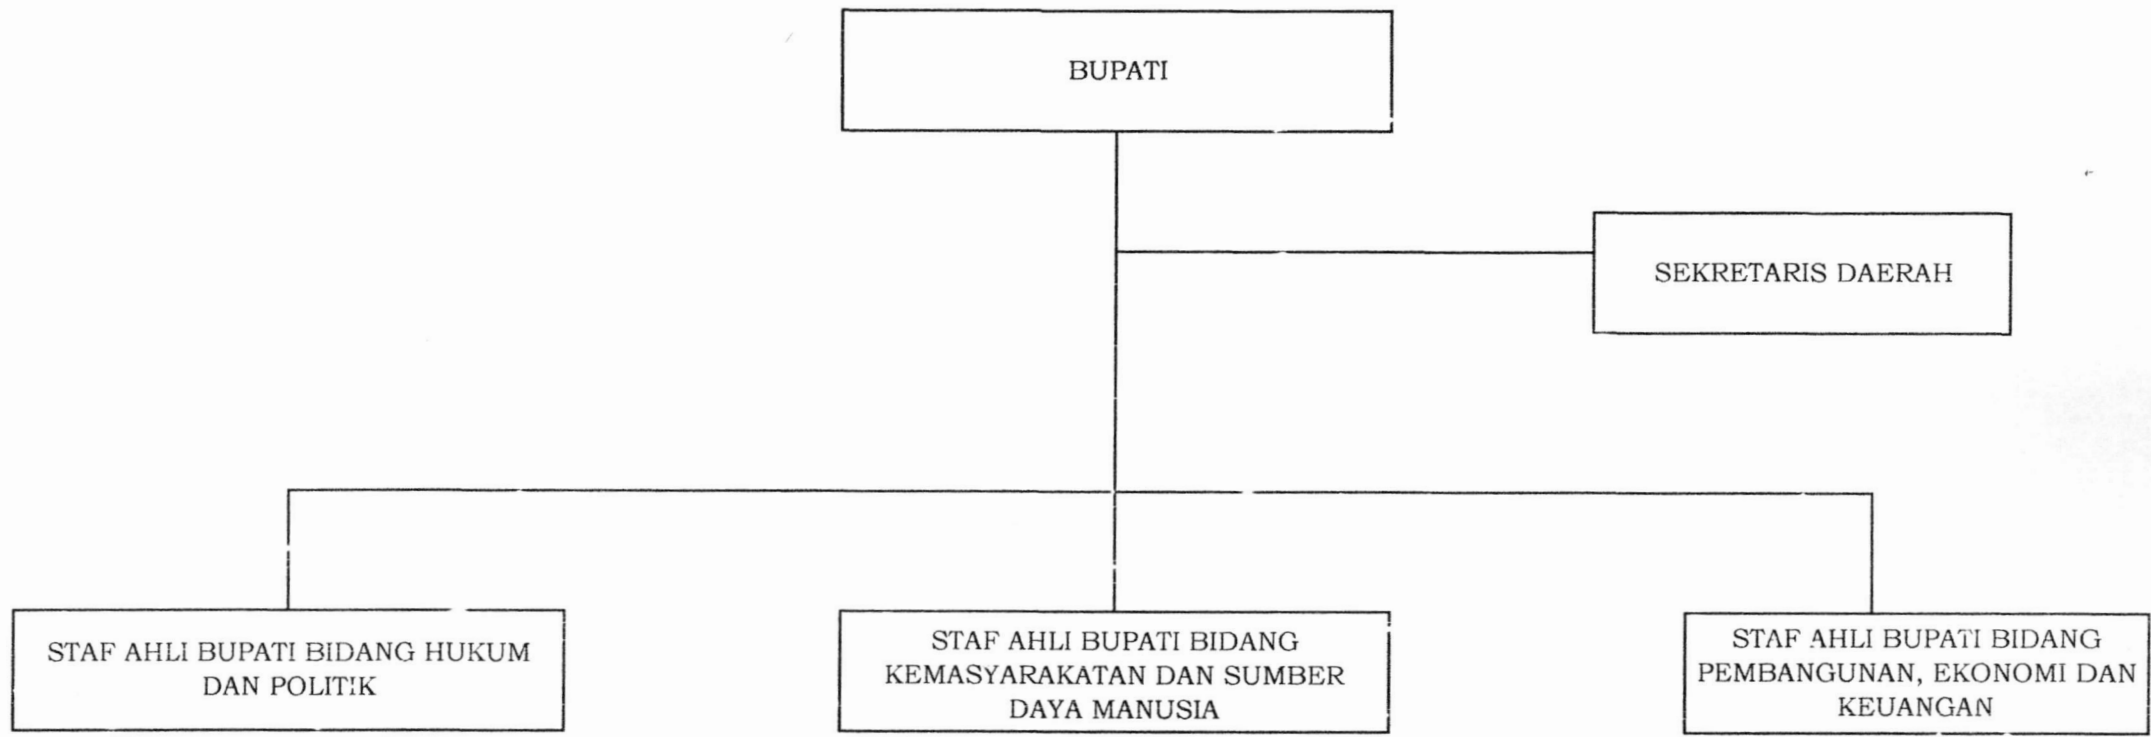 BUPATI
SEKRETARIS DAERAH
STAF AHLI BUPATI BIDANG HUKUM
DAN POLITIK
STAF AHLI BUPATI BIDANG
KEMASYARAKATAN DAN SUMBER
DAYA MANUSIA
STAF AHLI BUPATI BIDANG
PEMBANGUNAN, EKONOMI DAN
KEUANGAN